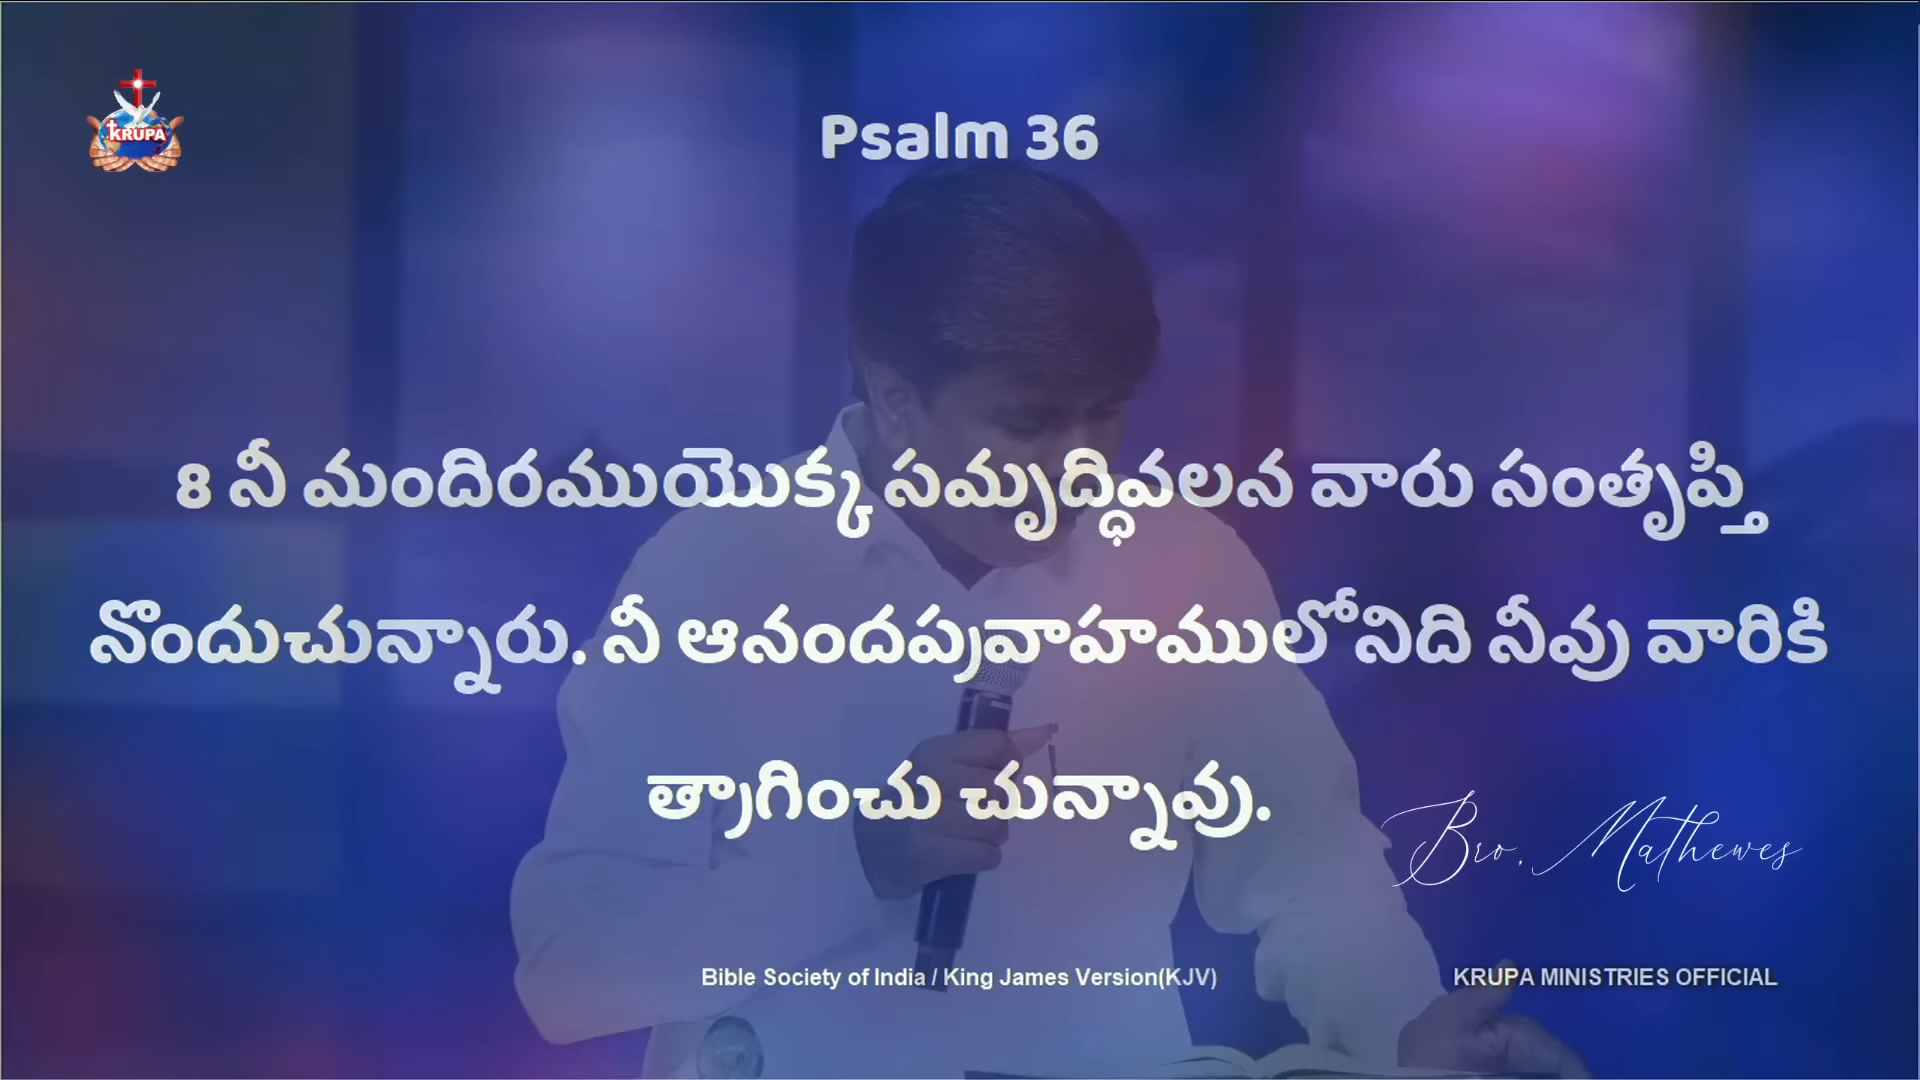 KRUPA
Psalm 36
8 నీ మందిరముయొక్క సమృద్ధివలన వారు సంతృప్తి
నొందుచున్నారు. నీ ఆనందప్రవాహములోనిది నీవు వారికి
త్రాగించు చున్నావు.
Bro. Mathewes
Bible Society of India / King James Version(KJV)
KRUPA MINISTRIES OFFICIAL